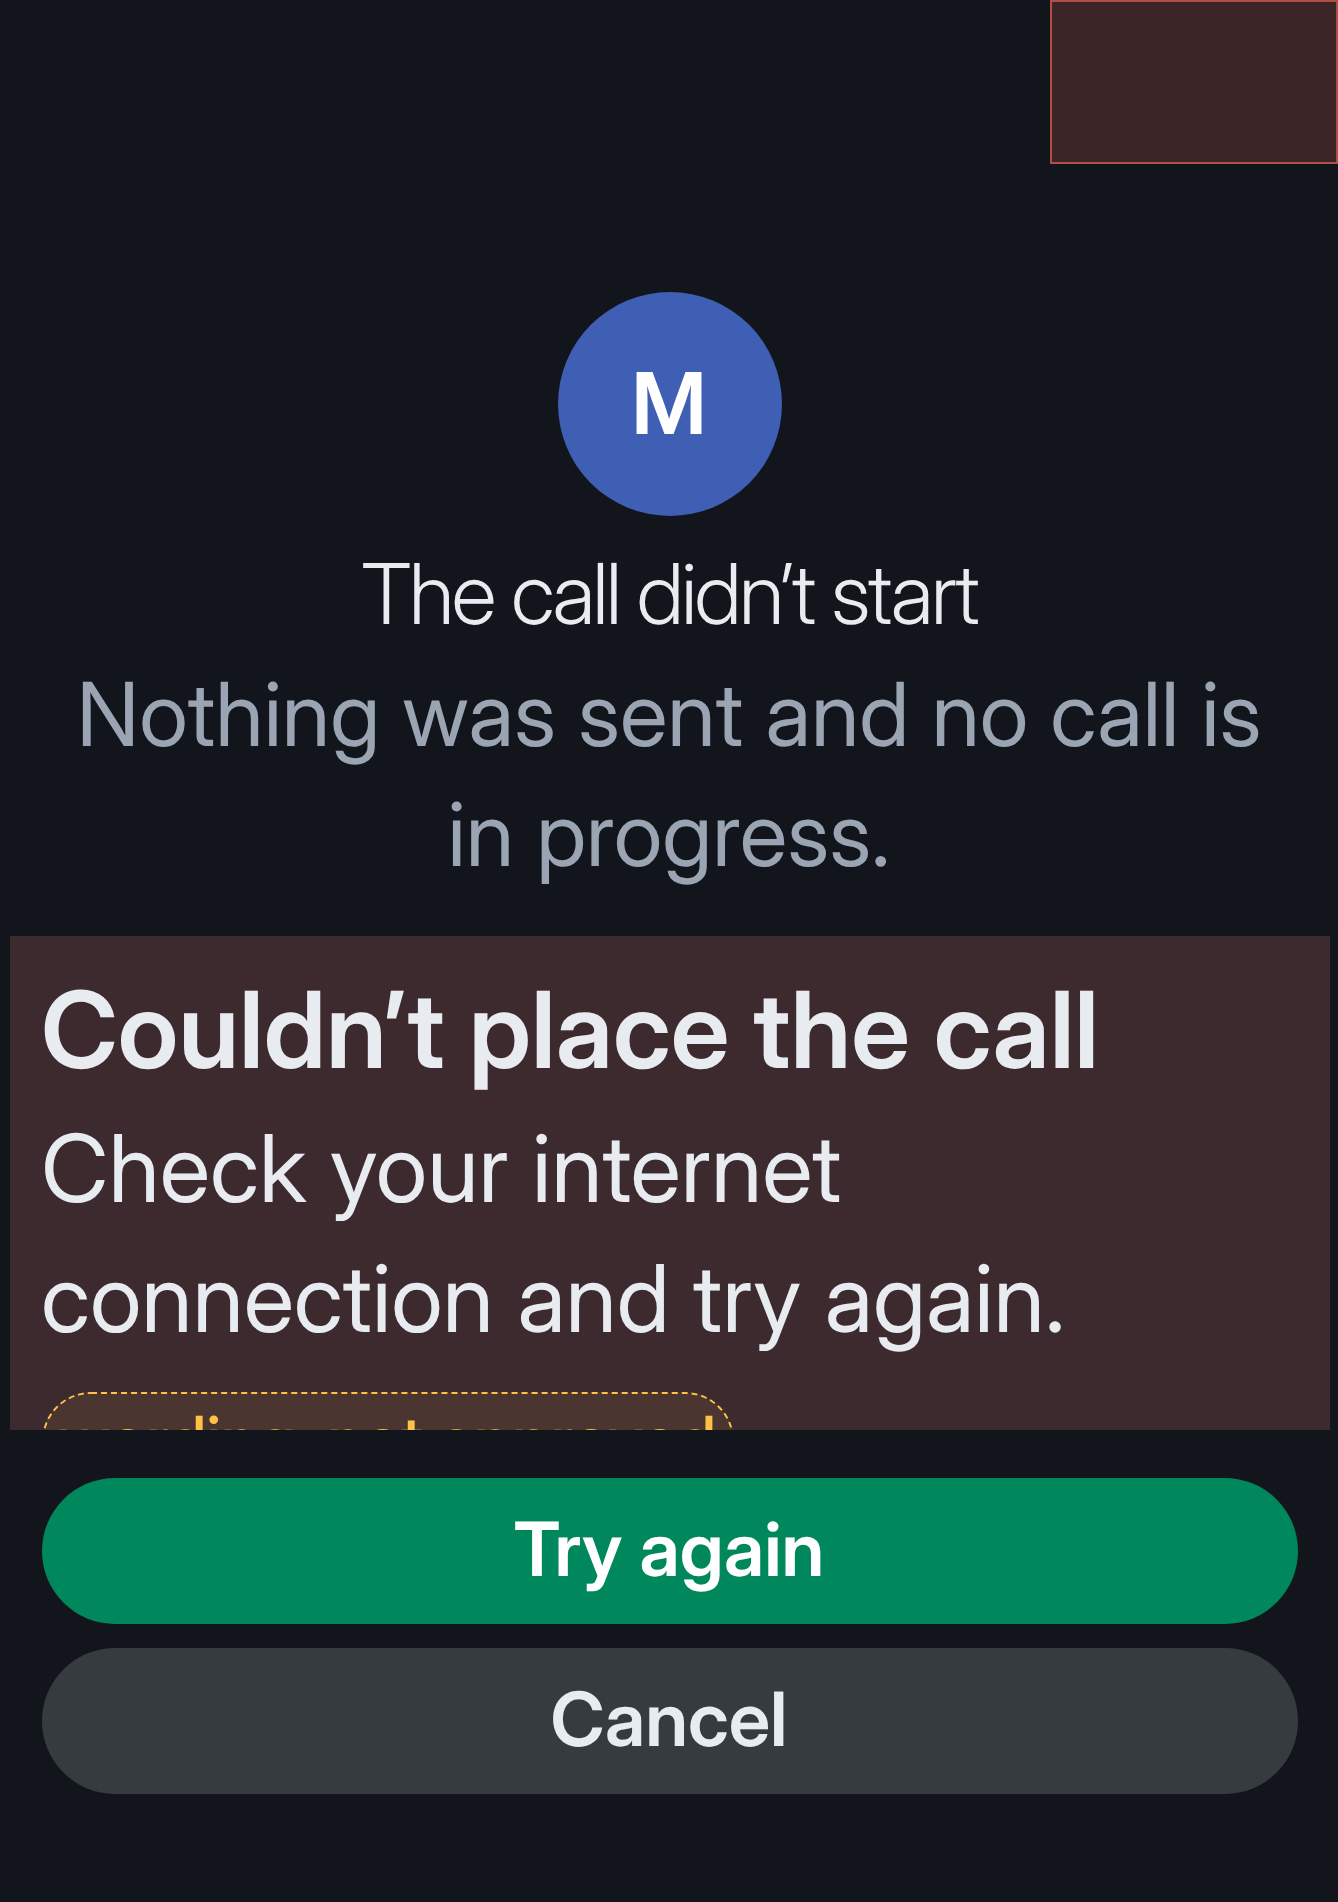 M
The call didn’t start
Nothing was sent and no call is
in progress.
Couldn’t place the call
Check your internet
connection and try again.
Try again
Cancel